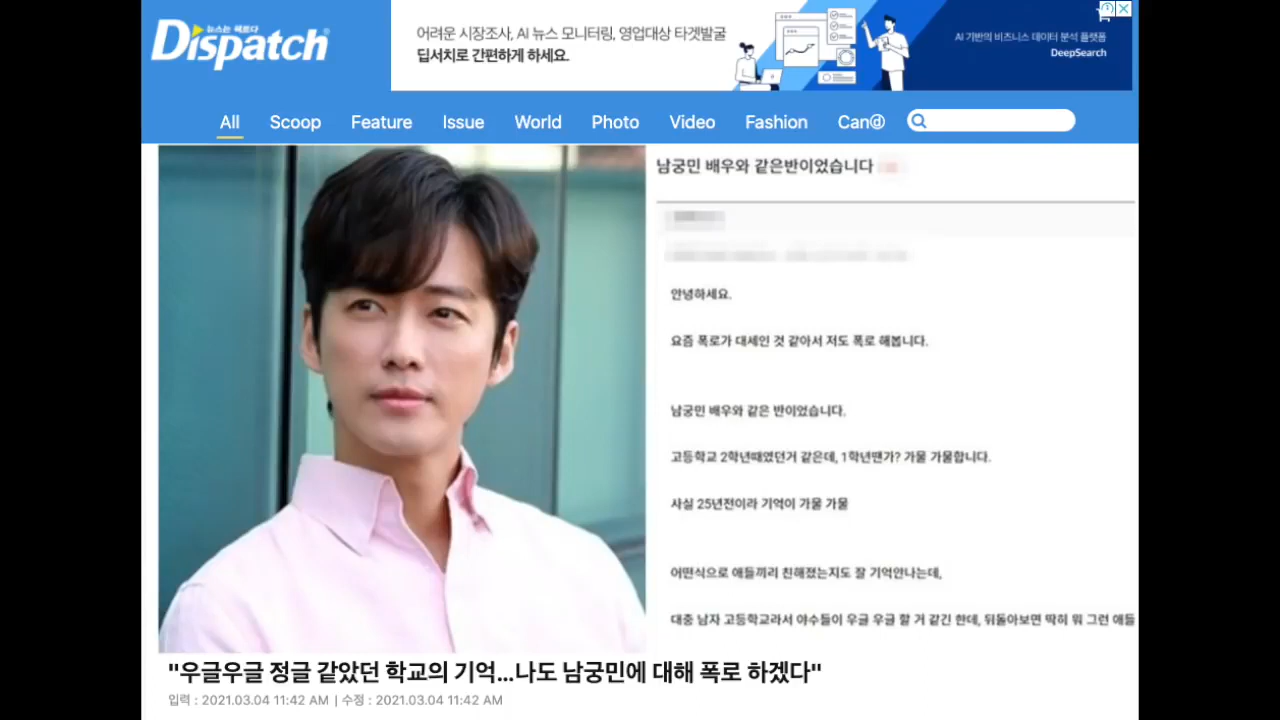 뉴스는 팩트다
Dispatch
어려운 시장조사, AI 뉴스 모니터링, 영업대상 타겟발굴
딥서치로 간편하게 하세요.
AI 기반의 비즈니스 데이터 분석 플랫폼
DeepSearch
All Scoop Feature Issue World Photo Video Fashion Can@
남궁민 배우와 같은반이었습니다
안녕하세요.
요즘 폭로가 대세인 것 같아서 저도 폭로 해봅니다.
남궁민 배우와 같은 반이었습니다.
고등학교 2학년때였던거 같은데, 1학년땐가? 가물 가물합니다.
사실 25년전이라 기억이 가물 가물
어떤식으로 애들끼리 친해졌는지도 잘 기억안나는데,
대충 남자 고등학교라서 야수들이 우글 우글 할 거 같긴 한데, 뒤돌아보면 딱히 뭐 그런 애들
"우글우글 정글 같았던 학교의 기억...나도 남궁민에 대해 폭로 하겠다"
입력 : 2021.03.04 11:42 AM | 수정 : 2021.03.04 11:42 AM